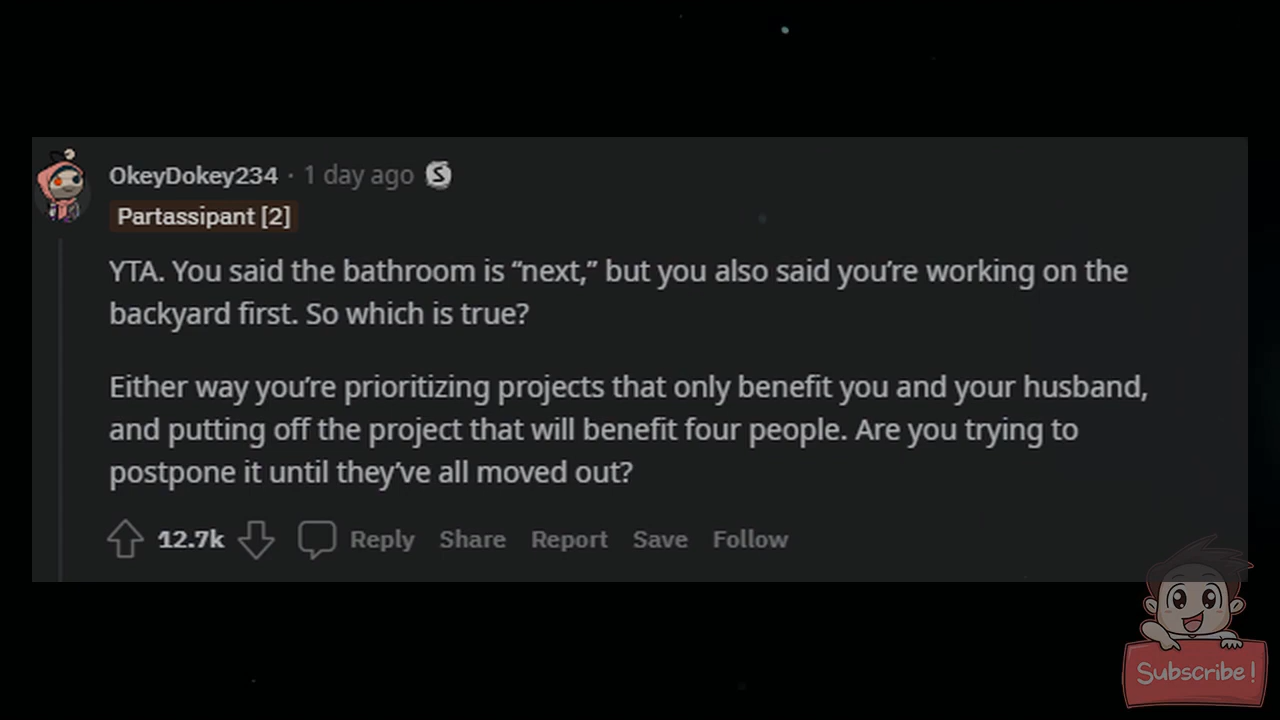 OkeyDokey234 · 1 day ago
Partassipant [2]
YTA. You said the bathroom is “next,” but you also said you’re working on the
backyard first. So which is true?
Either way you’re prioritizing projects that only benefit you and your husband,
and putting off the project that will benefit four people. Are you trying to
postpone it until they’ve all moved out?
12.7k Reply Share Report Save Follow
Subscribe!